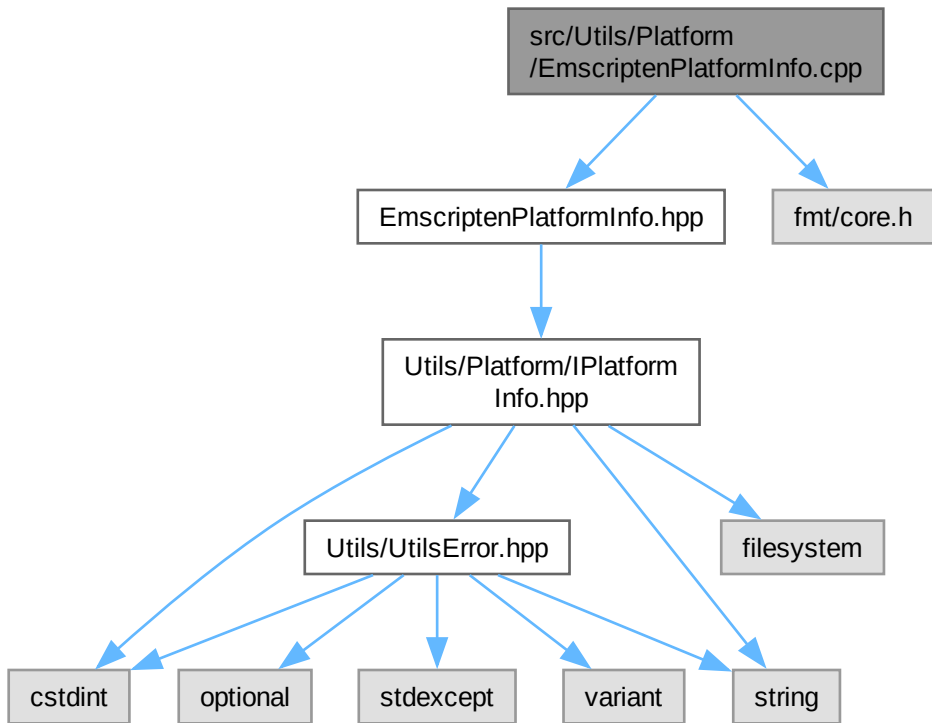 src/Utils/Platform
/EmscriptenPlatformInfo.cpp
EmscriptenPlatformInfo.hpp
fmt/core.h
Utils/Platform/IPlatform
Info.hpp
Utils/UtilsError.hpp
filesystem
cstdint
optional
stdexcept
variant
string